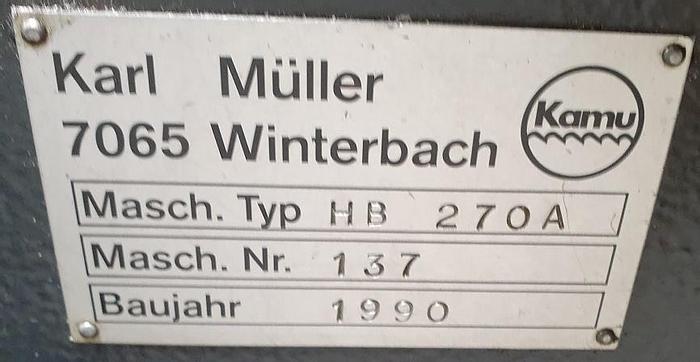 Karl Müller
7065 Winterbach
Kamu
Masch. Typ HB 270A
Masch. Nr. 137
Baujahr 1990